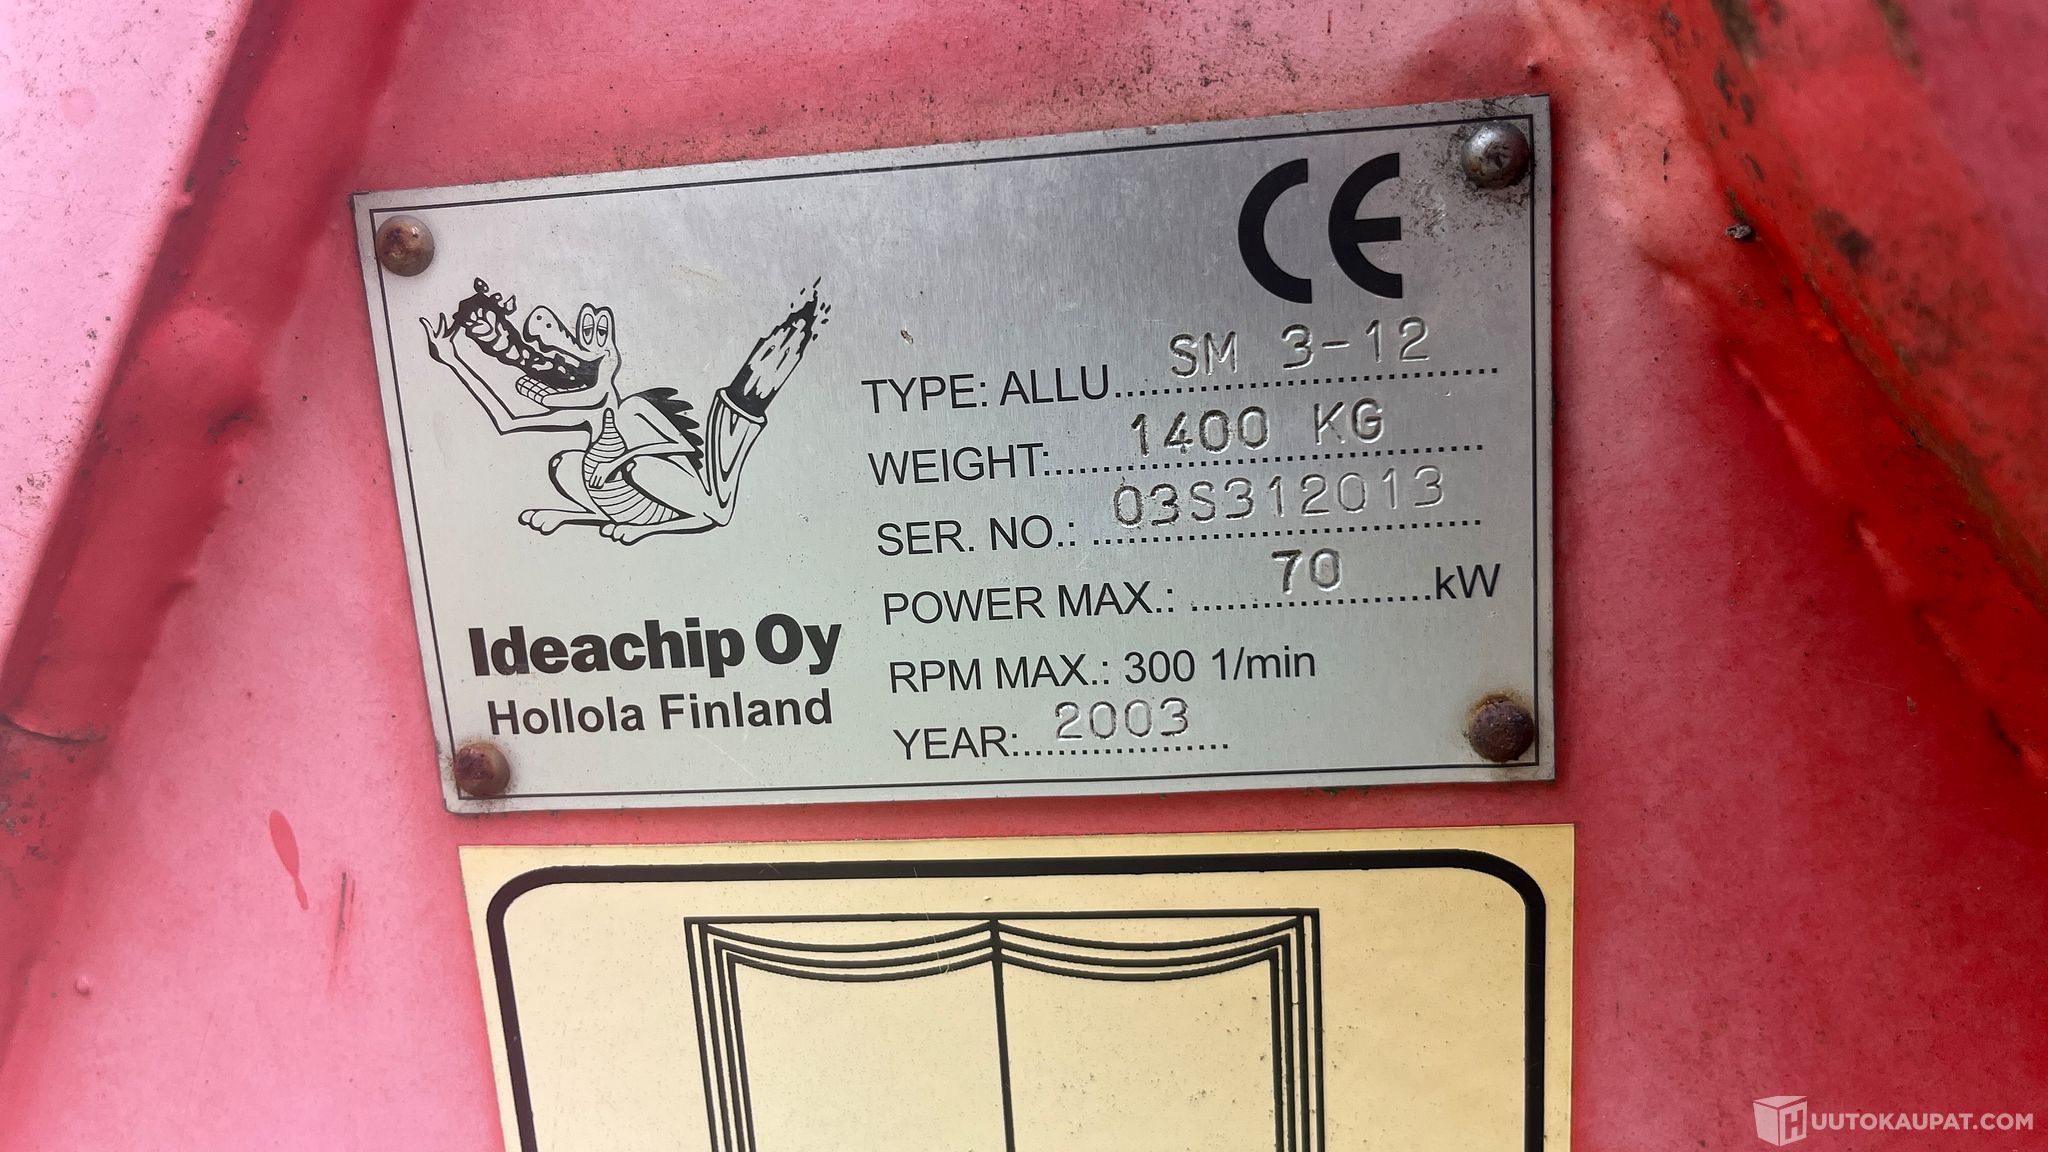 CE
TYPE: ALLU SM 3-12
WEIGHT: 1400 KG
SER. NO.: 03S312013
POWER MAX.: 70 kW
RPM MAX.: 300 1/min
YEAR: 2003
Ideachip Oy
Hollola Finland
HUUTOKAUPAT.COM